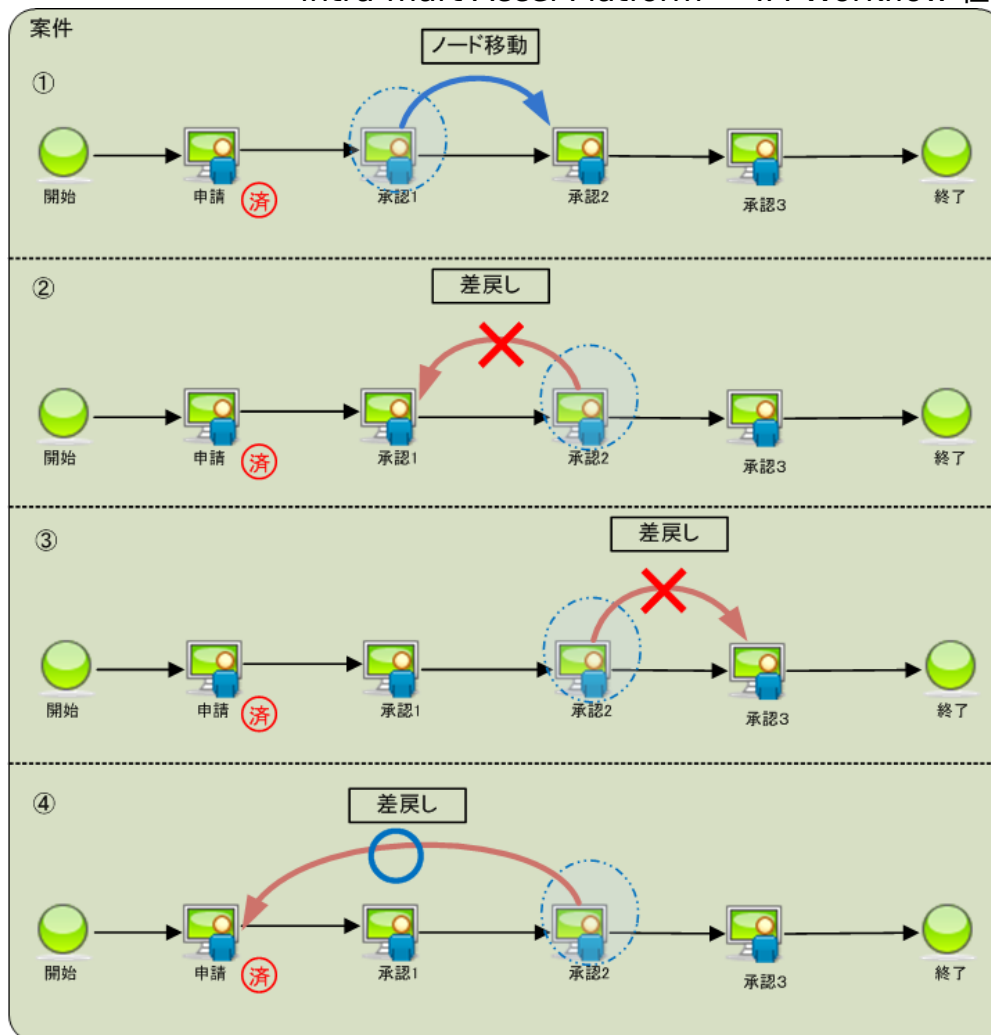 案件
ノード移動
①
開始
申請
済
承認1
承認2
承認3
終了
②
差戻し
開始
申請
済
承認1
承認2
承認3
終了
③
差戻し
開始
申請
済
承認1
承認2
承認3
終了
④
差戻し
開始
申請
済
承認1
承認2
承認3
終了